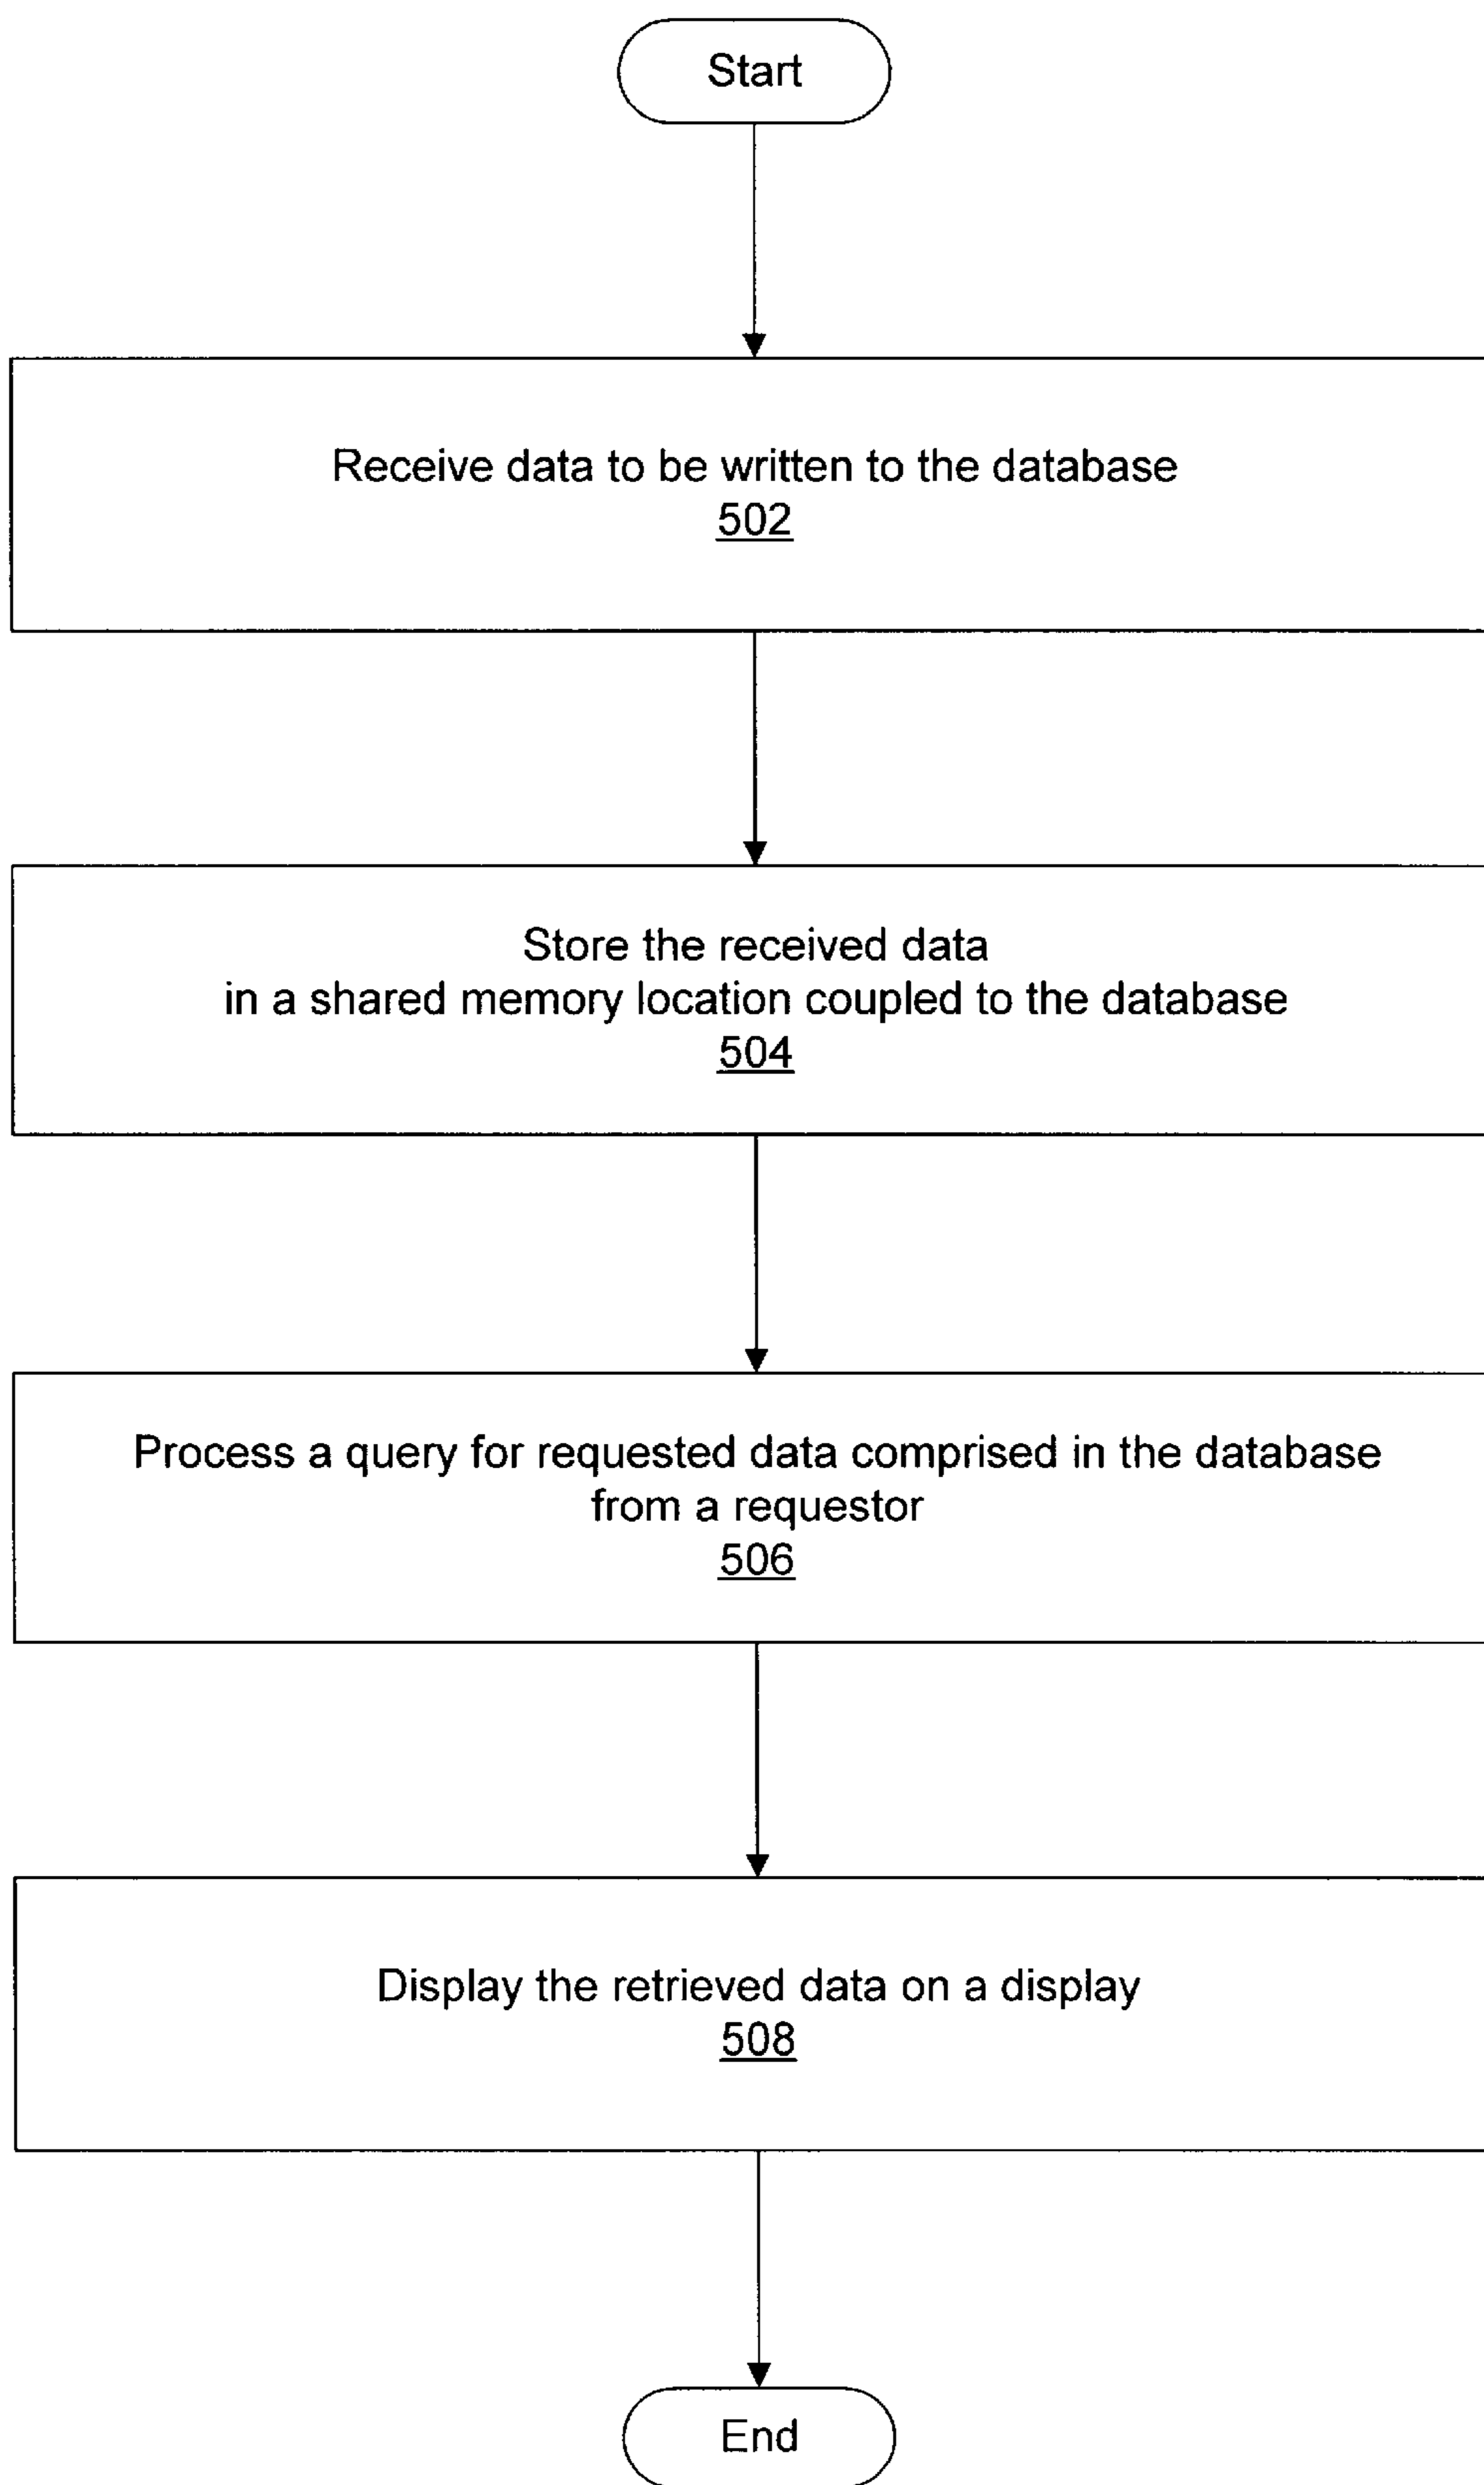 Start
Receive data to be written to the database
502
Store the received data
in a shared memory location coupled to the database
504
Process a query for requested data comprised in the database
from a requestor
506
Display the retrieved data on a display
508
End